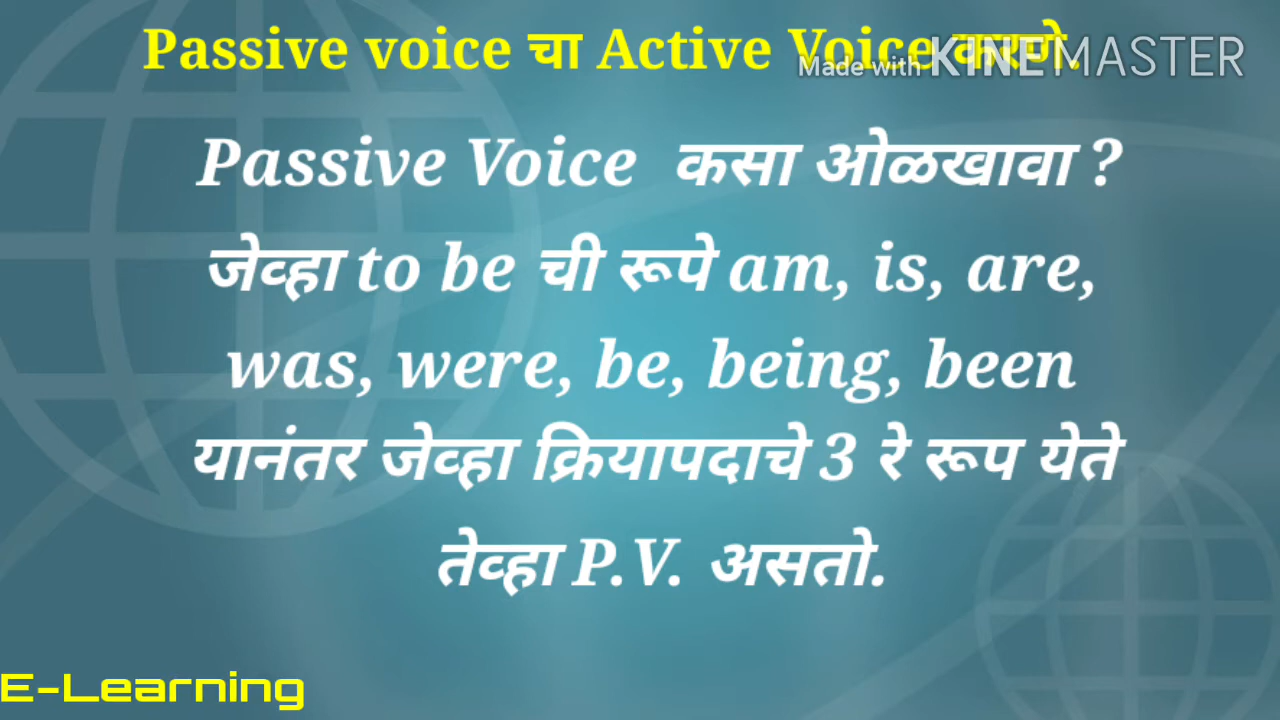 Passive voice चा Active Voice करणे.
Made with KINEMASTER
Passive Voice कसा ओळखावा ?
जेव्हा to be ची रूपे am, is, are,
was, were, be, being, been
यानंतर जेव्हा क्रियापदाचे 3 रे रूप येते
तेव्हा P.V. असतो.
E-Learning